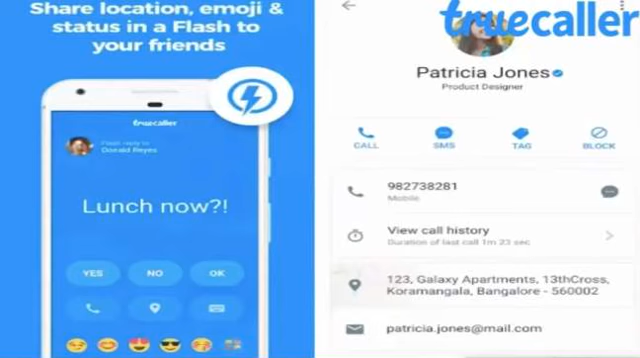 Share location, emoji &
status in a Flash to
your friends
truecaller
Flash reply to
Donald Reyes
Lunch now?!
YES
NO
OK
truecaller
Patricia Jones
Product Designer
CALL
SMS
TAG
BLOCK
982738281
Mobile
View call history
Duration of last call 1m 23 sec
123, Galaxy Apartments, 13thCross,
Koramangala, Bangalore - 560002
patricia.jones@mail.com